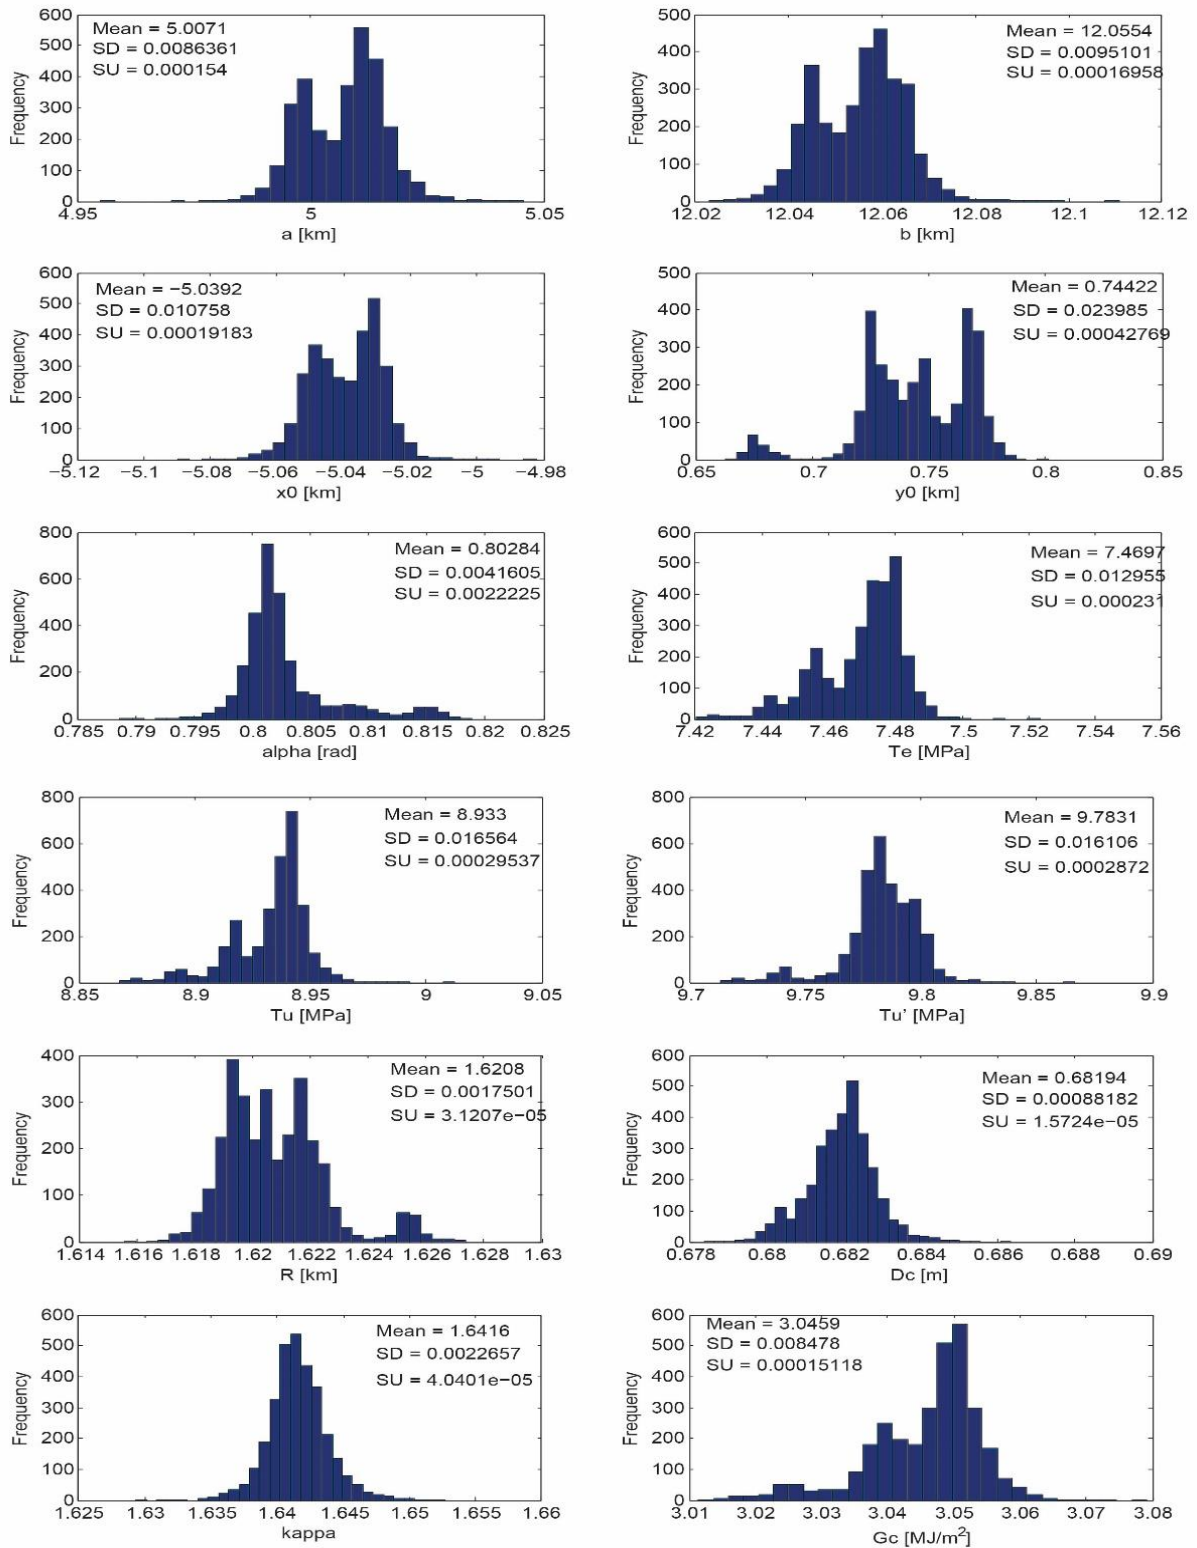 600
500
400
300
200
100
0
Frequency
Mean = 5.0071
SD = 0.0086361
SU = 0.000154
4.95 5 5.05
a [km]
500
400
300
200
100
0
Frequency
Mean = 12.0554
SD = 0.0095101
SU = 0.00016958
12.02 12.04 12.06 12.08 12.1 12.12
b [km]
600
500
400
300
200
100
0
Frequency
Mean = −5.0392
SD = 0.010758
SU = 0.00019183
−5.12 −5.1 −5.08 −5.06 −5.04 −5.02 −5 −4.98
x0 [km]
500
400
300
200
100
0
Frequency
Mean = 0.74422
SD = 0.023985
SU = 0.00042769
0.65 0.7 0.75 0.8 0.85
y0 [km]
800
600
400
200
0
Frequency
Mean = 0.80284
SD = 0.0041605
SU = 0.0022225
0.785 0.79 0.795 0.8 0.805 0.81 0.815 0.82 0.825
alpha [rad]
600
500
400
300
200
100
0
Frequency
Mean = 7.4697
SD = 0.012955
SU = 0.000231
7.42 7.44 7.46 7.48 7.5 7.52 7.54 7.56
Te [MPa]
800
600
400
200
0
Frequency
Mean = 8.933
SD = 0.016564
SU = 0.00029537
8.85 8.9 8.95 9 9.05
Tu [MPa]
800
600
400
200
0
Frequency
Mean = 9.7831
SD = 0.016106
SU = 0.0002872
9.7 9.75 9.8 9.85 9.9
Tu' [MPa]
400
300
200
100
0
Frequency
Mean = 1.6208
SD = 0.0017501
SU = 3.1207e−05
1.614 1.616 1.618 1.62 1.622 1.624 1.626 1.628 1.63
R [km]
600
500
400
300
200
100
0
Frequency
Mean = 0.68194
SD = 0.00088182
SU = 1.5724e−05
0.678 0.68 0.682 0.684 0.686 0.688 0.69
Dc [m]
600
500
400
300
200
100
0
Frequency
Mean = 1.6416
SD = 0.0022657
SU = 4.0401e−05
1.625 1.63 1.635 1.64 1.645 1.65 1.655 1.66
kappa
600
500
400
300
200
100
0
Frequency
Mean = 3.0459
SD = 0.008478
SU = 0.00015118
3.01 3.02 3.03 3.04 3.05 3.06 3.07 3.08
Gc [MJ/m²]